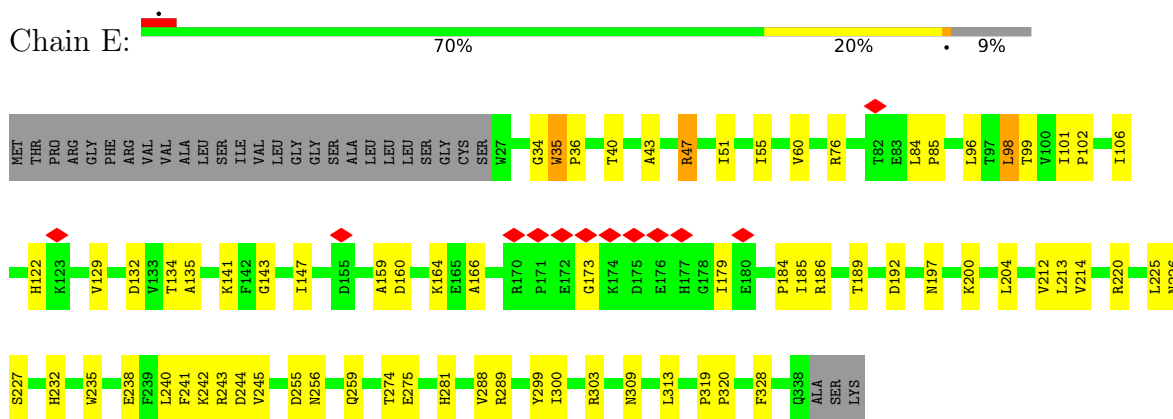 Chain E:
70% 20% • 9%
MET THR PRO ARG GLY PHE ARG VAL VAL ALA LEU SER ILE VAL LEU GLY GLY SER ALA LEU LEU LEU SER GLY CYS SER W27 G34 W35 P36 T40 A43 R47 I51 I55 V60 R76 T82 E83 L84 P85 L96 T97 L98 T99 V100 I101 P102 I106
H122 K123 V129 D132 V133 T134 A135 K141 F142 G143 I147 D155 A159 D160 K164 E165 A166 R170 P171 E172 G173 K174 D175 E176 H177 G178 I179 E180 P184 I185 R186 T189 D192 N197 K200 L204 V212 L213 V214 R220 L225 N226
S227 H232 W235 E238 F239 L240 F241 K242 R243 D244 V245 D255 N256 Q259 T274 E275 H281 V288 R289 Y299 I300 R303 N309 L313 P319 P320 F328 Q338 ALA SER LYS